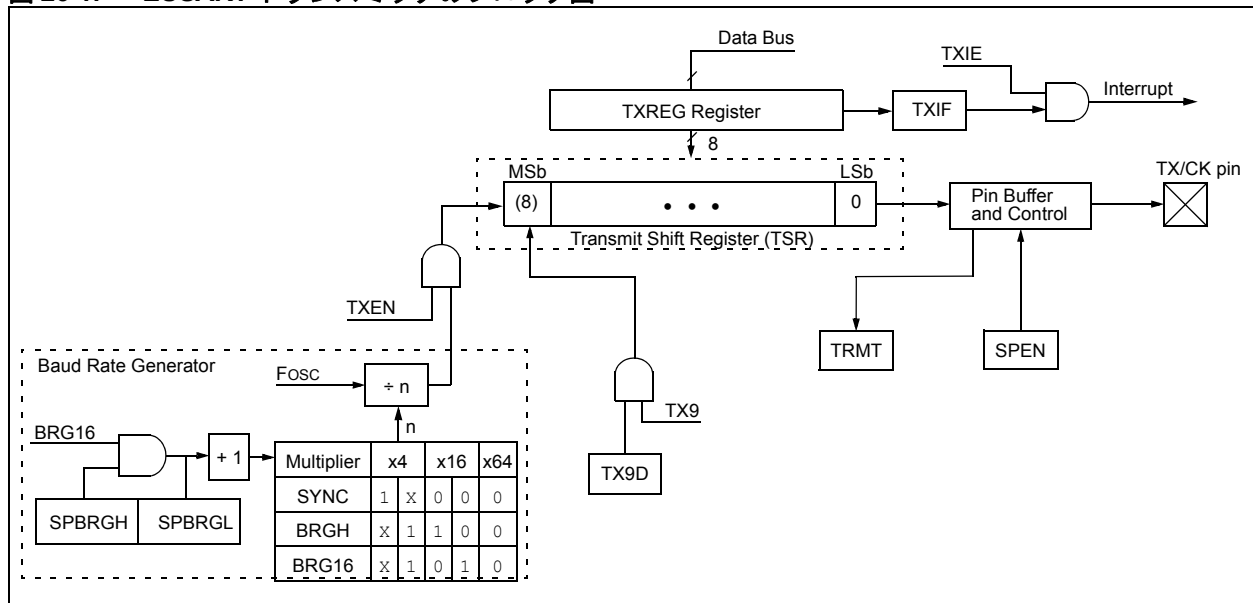 Data Bus
TXIE
Interrupt
TXREG Register
TXIF
8
MSb
LSb
TX/CK pin
(8)
• • •
0
Pin Buffer
and Control
Transmit Shift Register (TSR)
TXEN
TRMT
SPEN
Baud Rate Generator
FOSC
÷ n
TX9
n
BRG16
+ 1
TX9D
Multiplier x4 x16 x64
SYNC 1 X 0 0 0
SPBRGH SPBRGL
BRGH X 1 1 0 0
BRG16 X 1 0 1 0